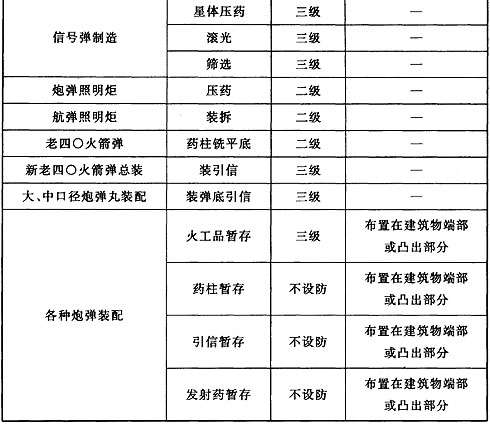 信号弹制造
星体压药 三级 —
滚光 三级 —
筛选 三级 —
炮弹照明炬 压药 二级 —
航弹照明炬 装拆 二级 —
老四〇火箭弹 药柱铣平底 二级 —
新老四〇火箭弹总装 装引信 三级 —
大、中口径炮弹丸装配 装弹底引信 三级 —
各种炮弹装配
火工品暂存 三级 布置在建筑物端部
或凸出部分
药柱暂存 不设防 布置在建筑物端部
或凸出部分
引信暂存 不设防 布置在建筑物端部
或凸出部分
发射药暂存 不设防 布置在建筑物端部
或凸出部分